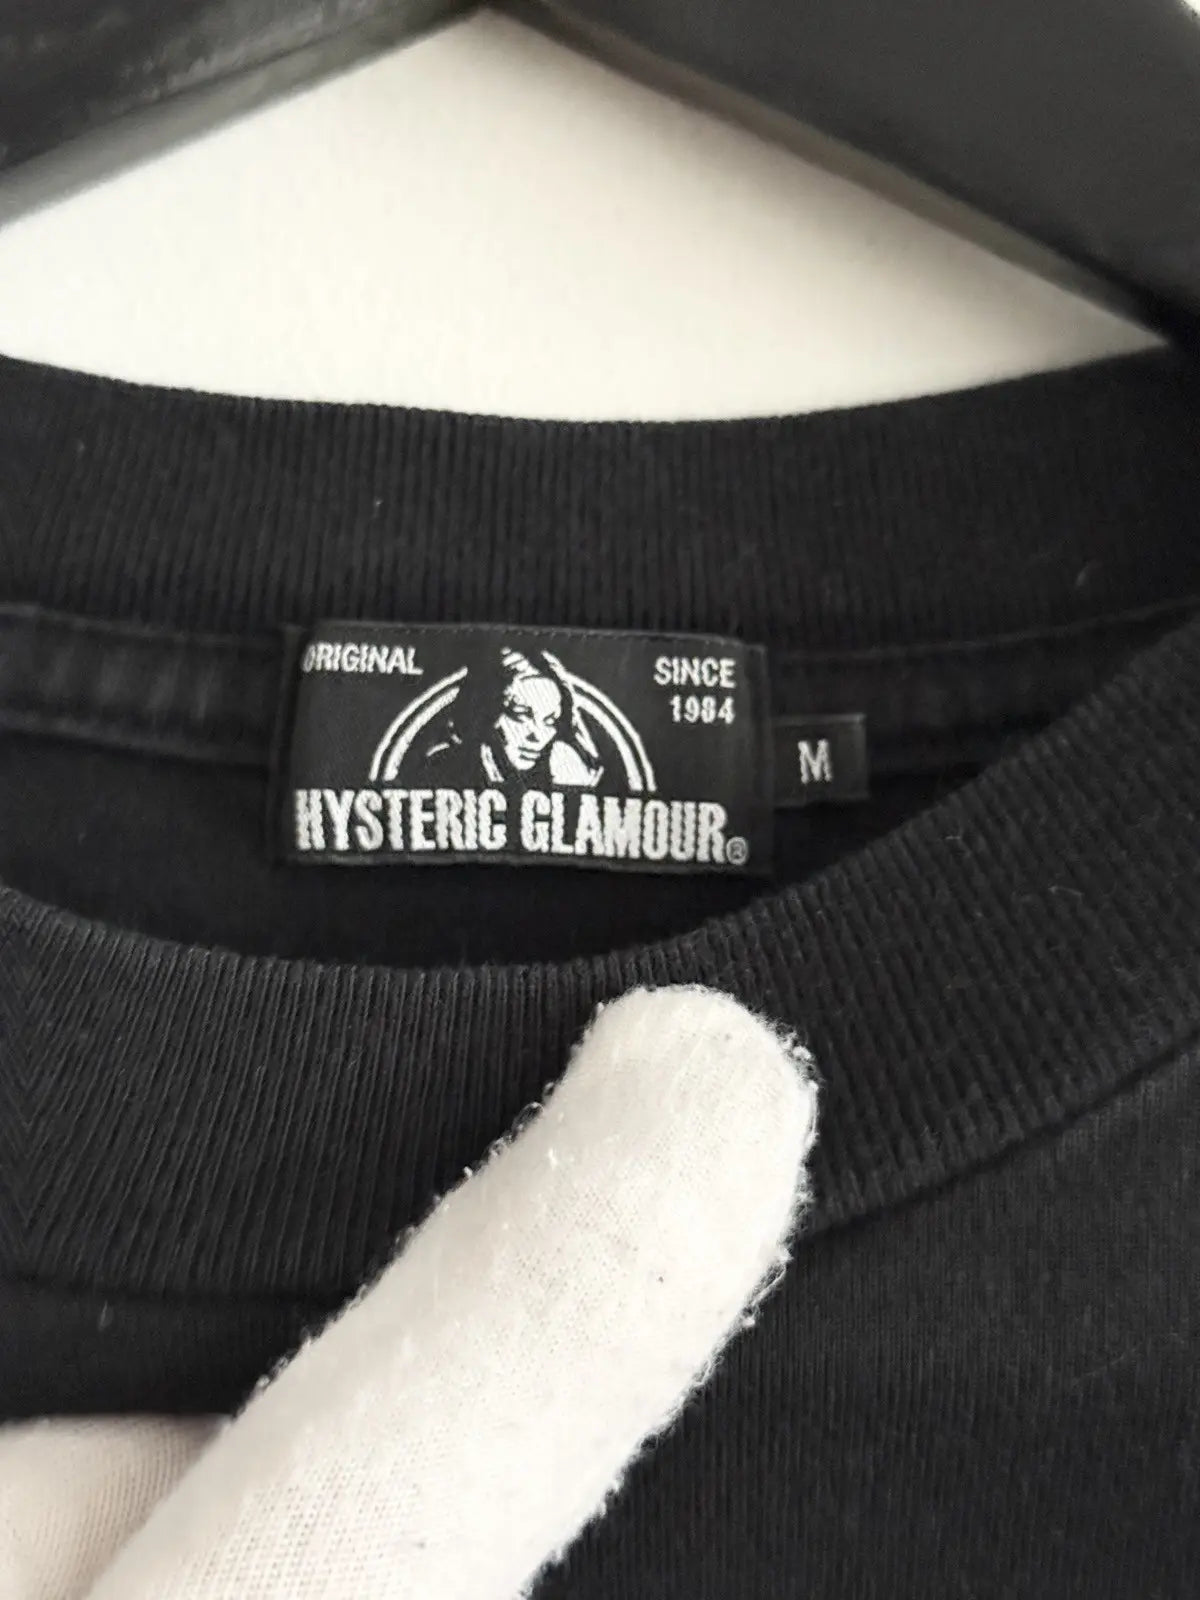 ORIGINAL
SINCE
1984
HYSTERIC GLAMOUR®
M